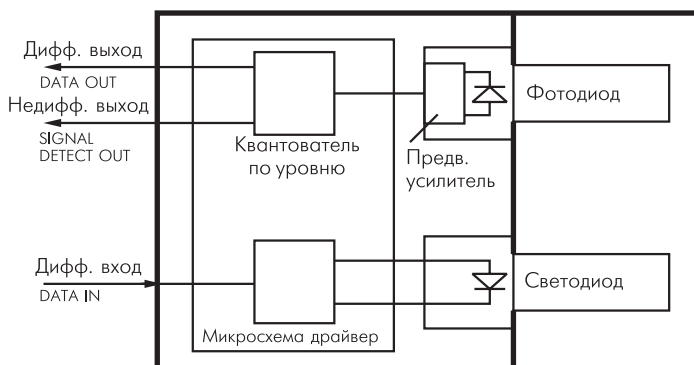 Дифф. выход
DATA OUT
Недифф. выход
SIGNAL
DETECT OUT
Квантователь
по уровню
Предв.
усилитель
Фотодиод
Дифф. вход
DATA IN
Светодиод
Микросхема драйвер